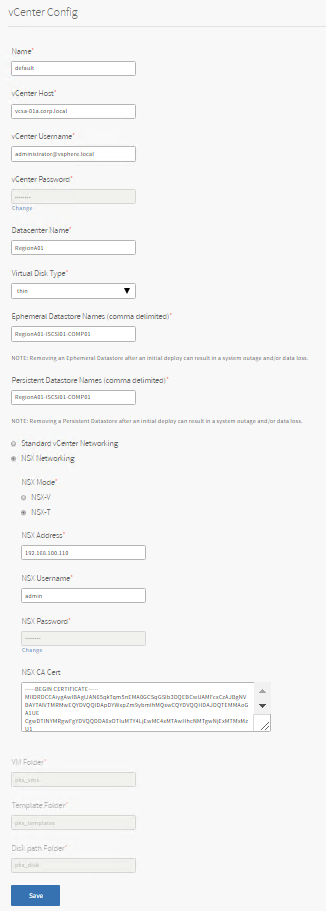 vCenter Config
Name*
default
vCenter Host*
vcsa-01a.corp.local
vCenter Username*
administrator@vsphere.local
vCenter Password*
Change
Datacenter Name*
RegionA01
Virtual Disk Type*
thin
Ephemeral Datastore Names (comma delimited)*
RegionA01-ISCSI01-COMP01
NOTE: Removing an Ephemeral Datastore after an initial deploy can result in a system outage and/or data loss.
Persistent Datastore Names (comma delimited)*
RegionA01-ISCSI01-COMP01
NOTE: Removing a Persistent Datastore after an initial deploy can result in a system outage and/or data loss.
Standard vCenter Networking
NSX Networking
NSX Mode*
NSX-V
NSX-T
NSX Address*
192.168.100.110
NSX Username*
admin
NSX Password*
Change
NSX CA Cert
-----BEGIN CERTIFICATE-----
A1UE
U1
VM Folder*
pks_vms
Template Folder*
pks_templates
Disk path Folder*
pks_disk
Save